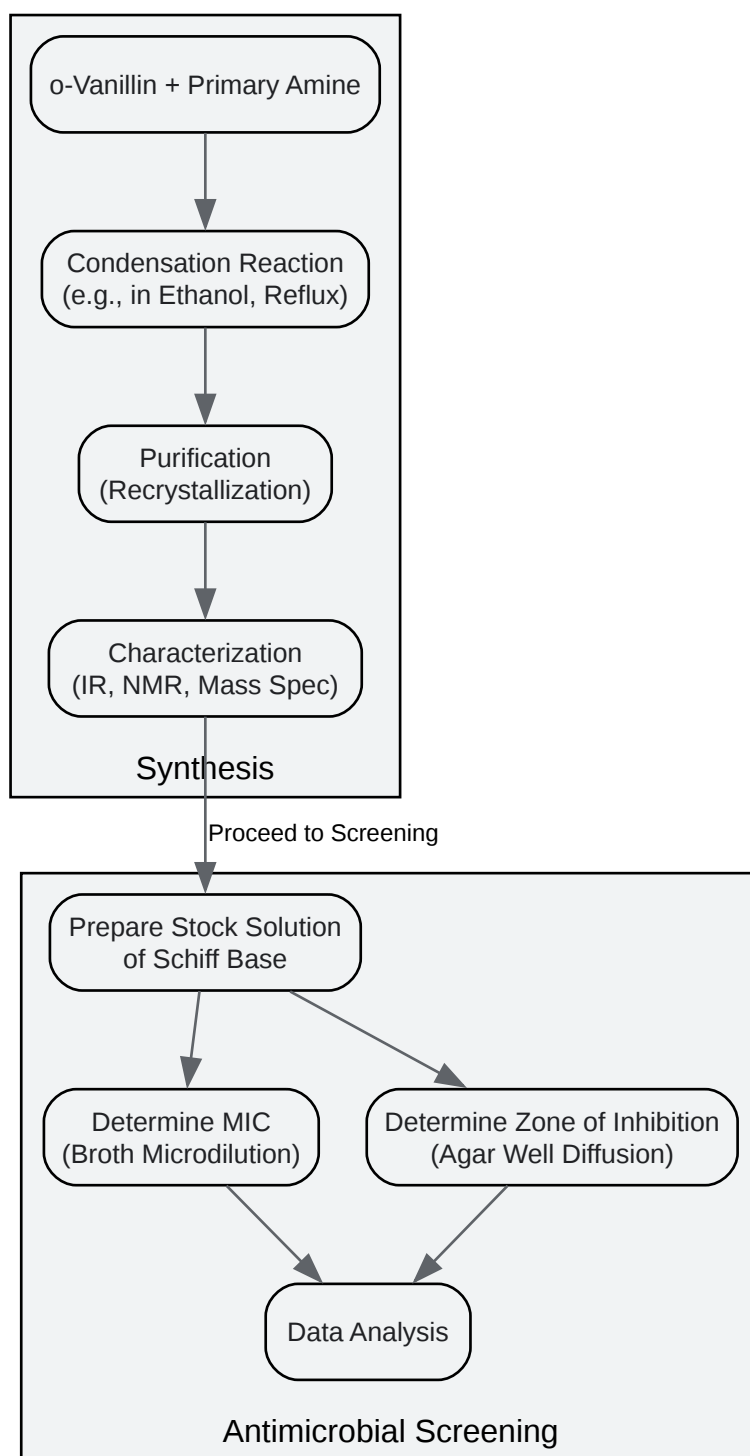 o-Vanillin + Primary Amine
Condensation Reaction
(e.g., in Ethanol, Reflux)
Purification
(Recrystallization)
Characterization
(IR, NMR, Mass Spec)
Synthesis
Proceed to Screening
Prepare Stock Solution
of Schiff Base
Determine MIC
(Broth Microdilution)
Determine Zone of Inhibition
(Agar Well Diffusion)
Data Analysis
Antimicrobial Screening